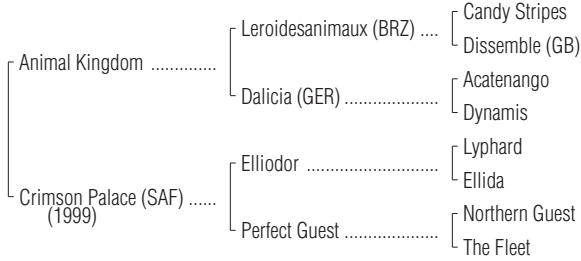 Candy Stripes
Leroidesanimaux (BRZ) ....
Dissemble (GB)
Animal Kingdom ..............
Acatenango
Dalicia (GER) ....................
Dynamis
Lyphard
Elliodor ............................
Ellida
Crimson Palace (SAF) ......
(1999)
Northern Guest
Perfect Guest ....................
The Fleet